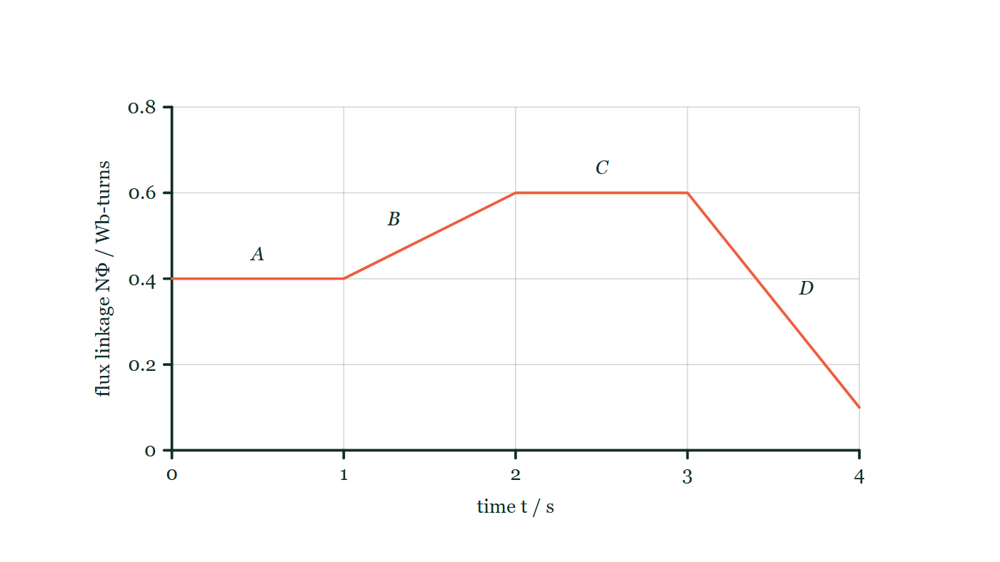 0.8
0.6
0.4
0.2
0
flux linkage NΦ / Wb-turns
A
B
C
D
0 1 2 3 4
time t / s